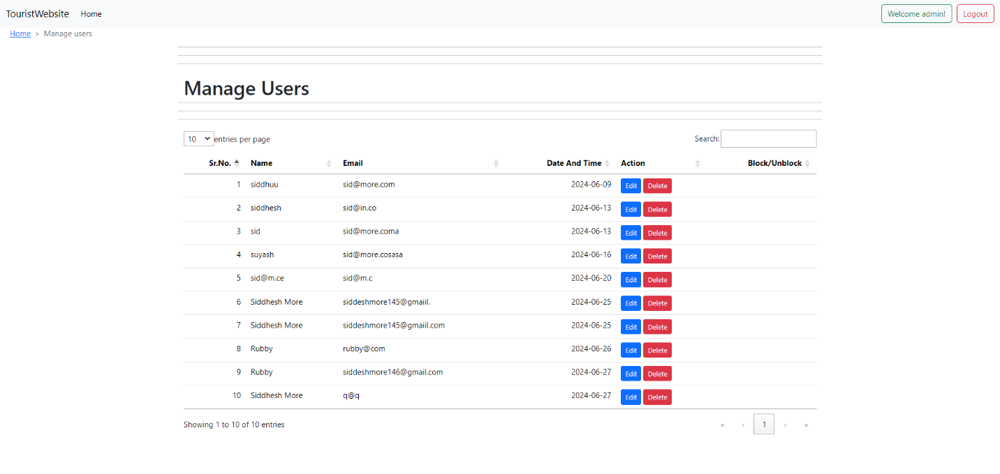 TouristWebsite Home Welcome admin! Logout
Home > Manage users
Manage Users
10 entries per page Search:
Sr.No. Name Email Date And Time Action Block/Unblock
1 siddhuu sid@more.com 2024-06-09 Edit Delete
2 siddhesh sid@in.co 2024-06-13 Edit Delete
3 sid sid@more.coma 2024-06-13 Edit Delete
4 suyash sid@more.cosasa 2024-06-16 Edit Delete
5 sid@m.ce sid@m.c 2024-06-20 Edit Delete
6 Siddhesh More siddeshmore145@gmaiil. 2024-06-25 Edit Delete
7 Siddhesh More siddeshmore145@gmaiil.com 2024-06-25 Edit Delete
8 Rubby rubby@com 2024-06-26 Edit Delete
9 Rubby siddeshmore146@gmail.com 2024-06-27 Edit Delete
10 Siddhesh More q@q 2024-06-27 Edit Delete
Showing 1 to 10 of 10 entries « ‹ 1 › »